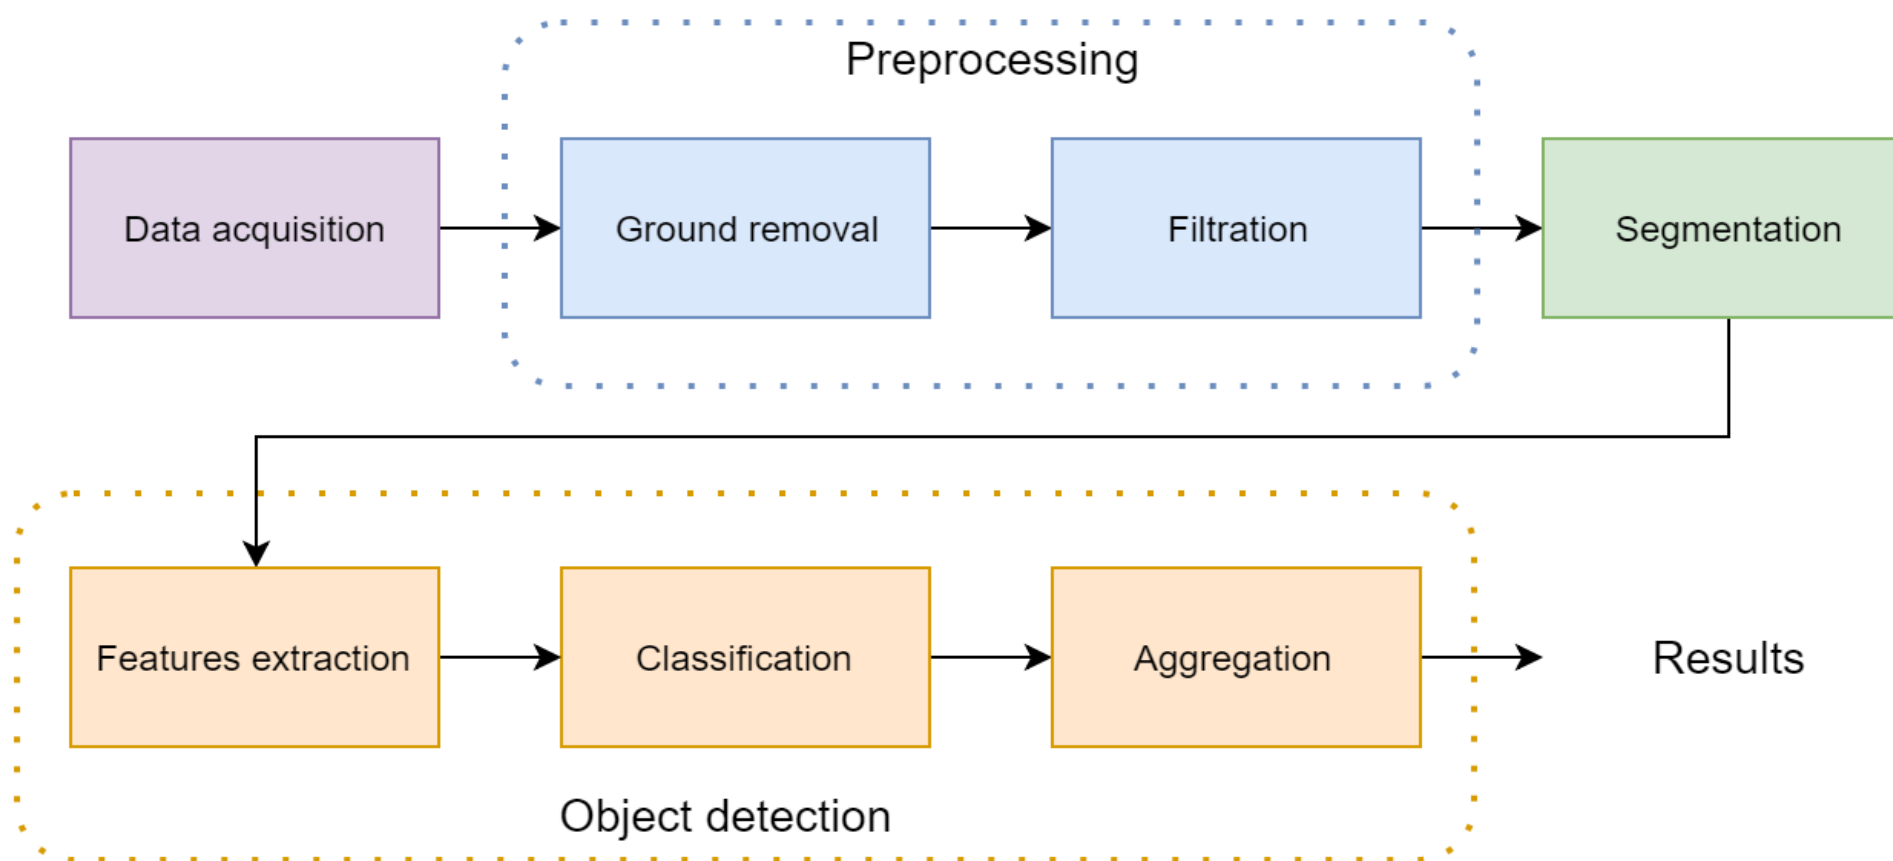 Preprocessing
Data acquisition
Ground removal
Filtration
Segmentation
Features extraction
Classification
Aggregation
Results
Object detection